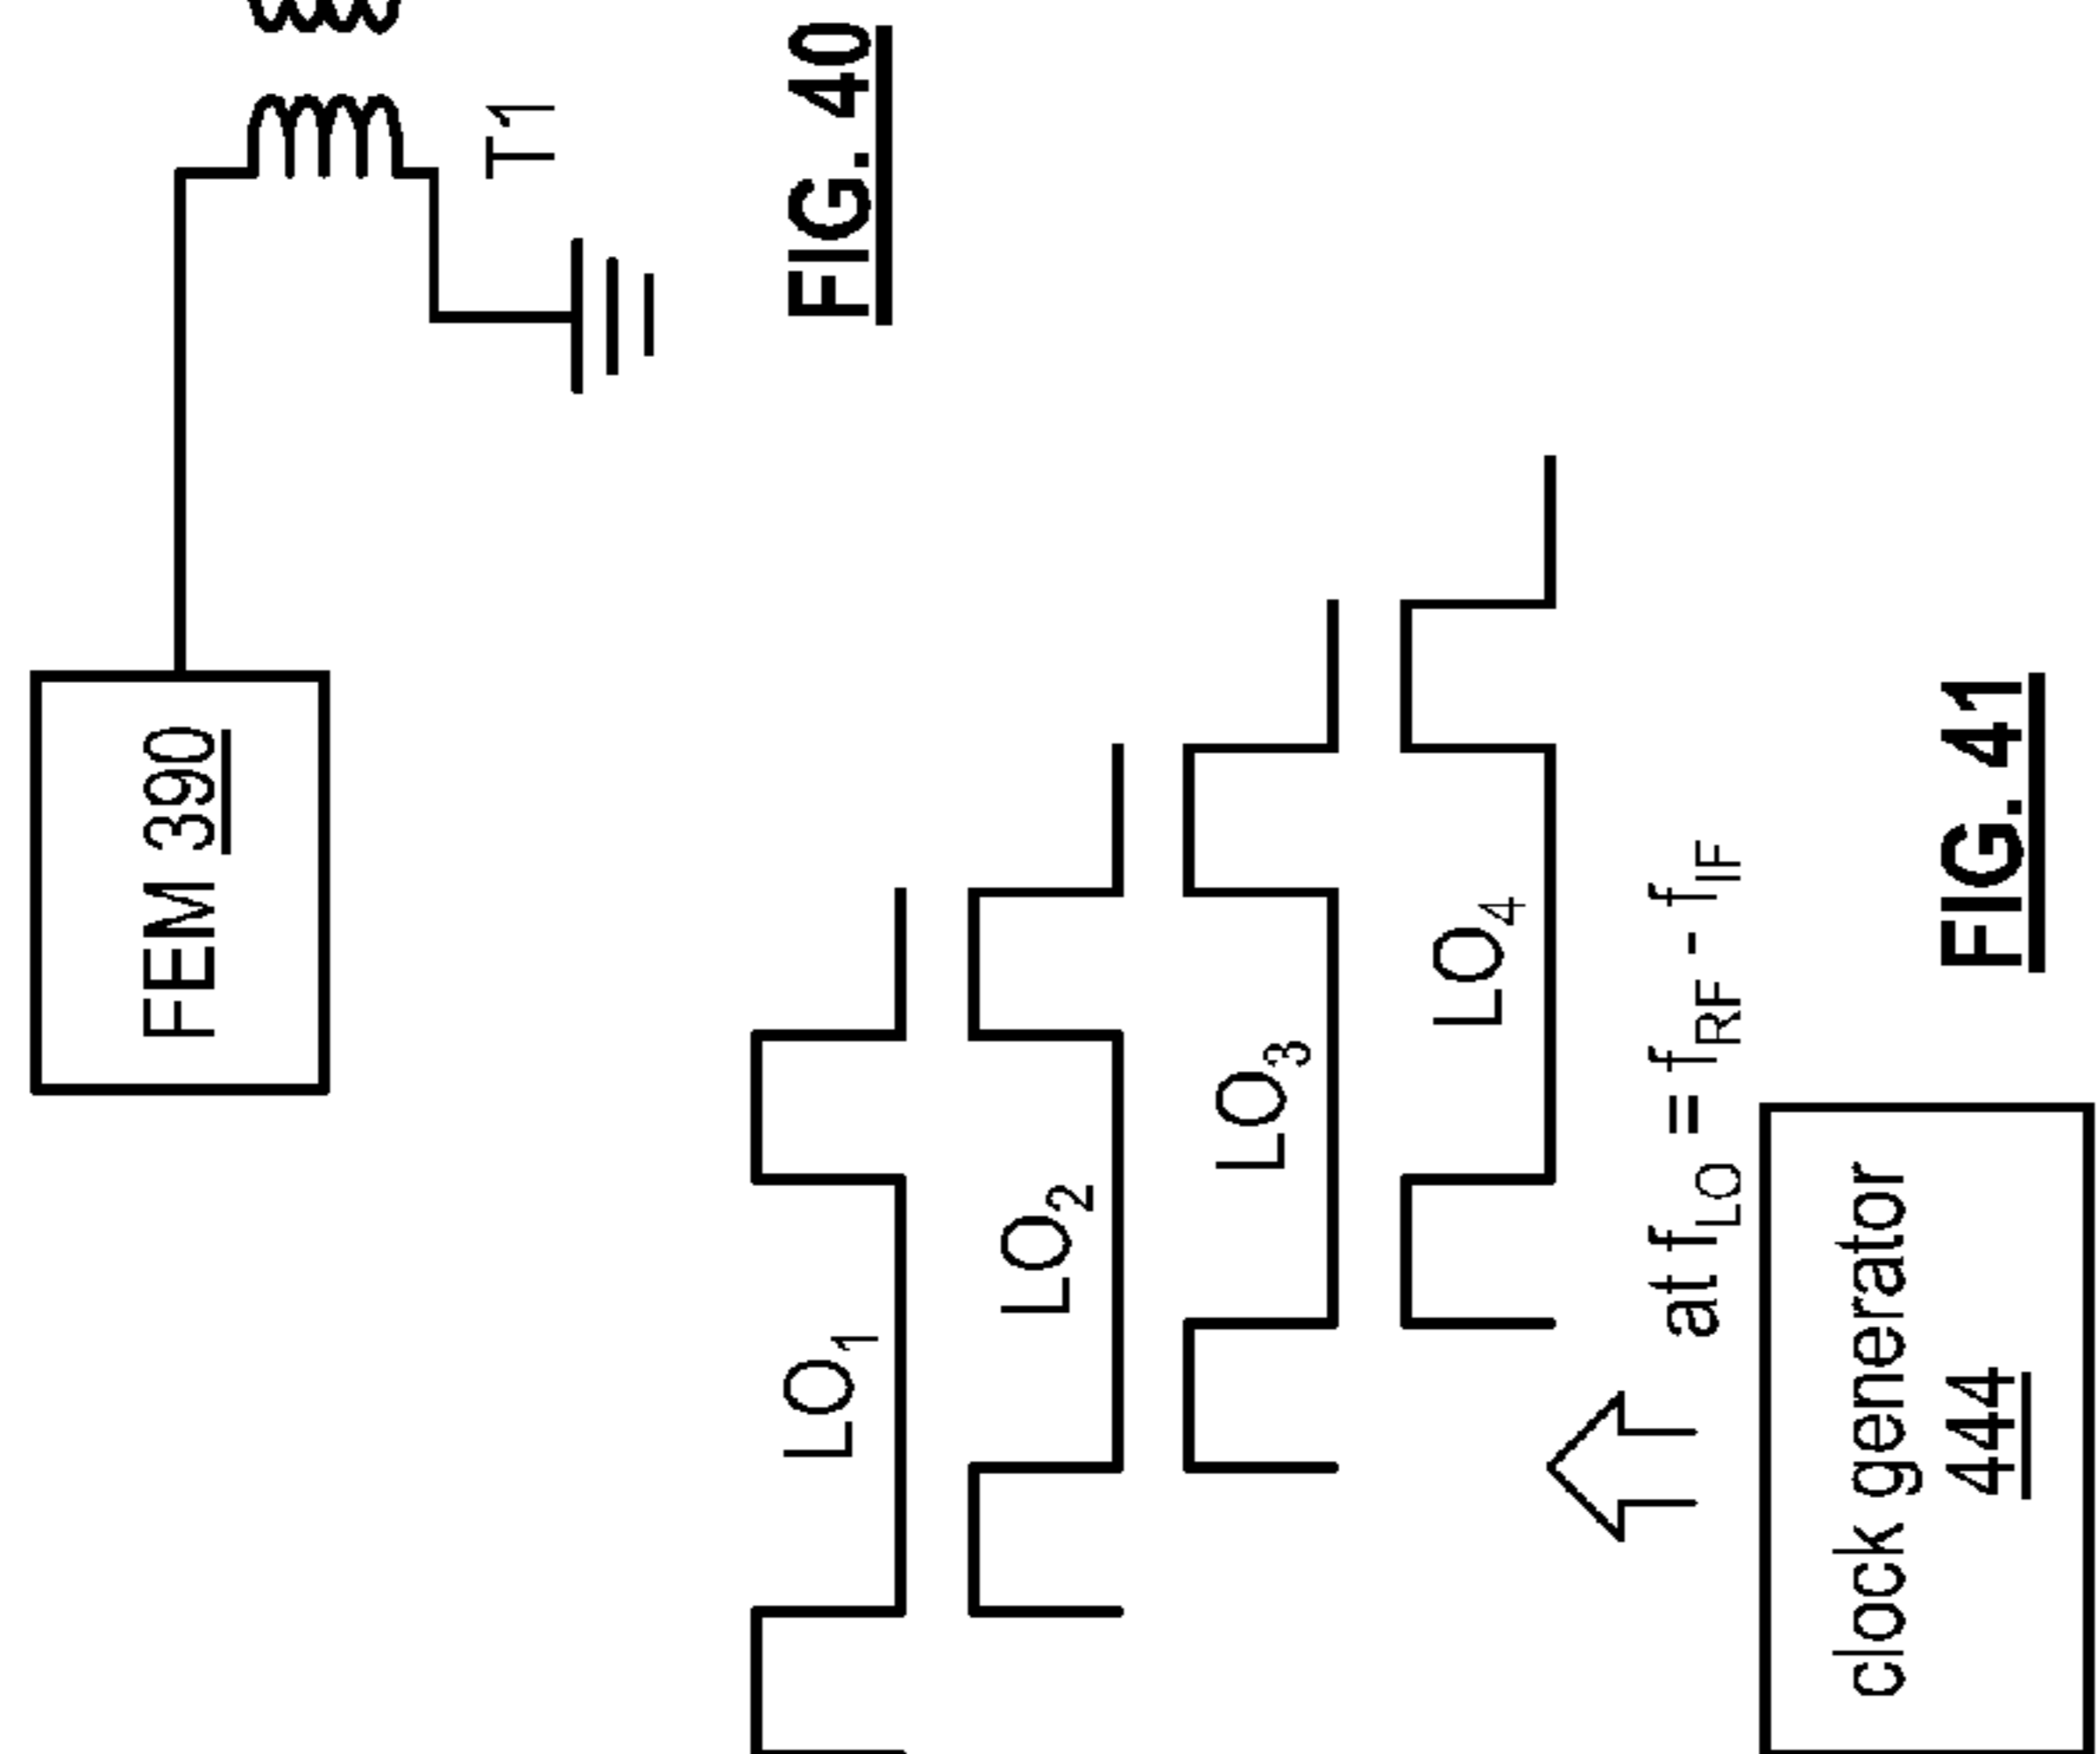 FEM 390
T1
FIG. 40
LO1
LO2
LO3
LO4
at fLO = fRF - fIF
clock generator
444
FIG. 41